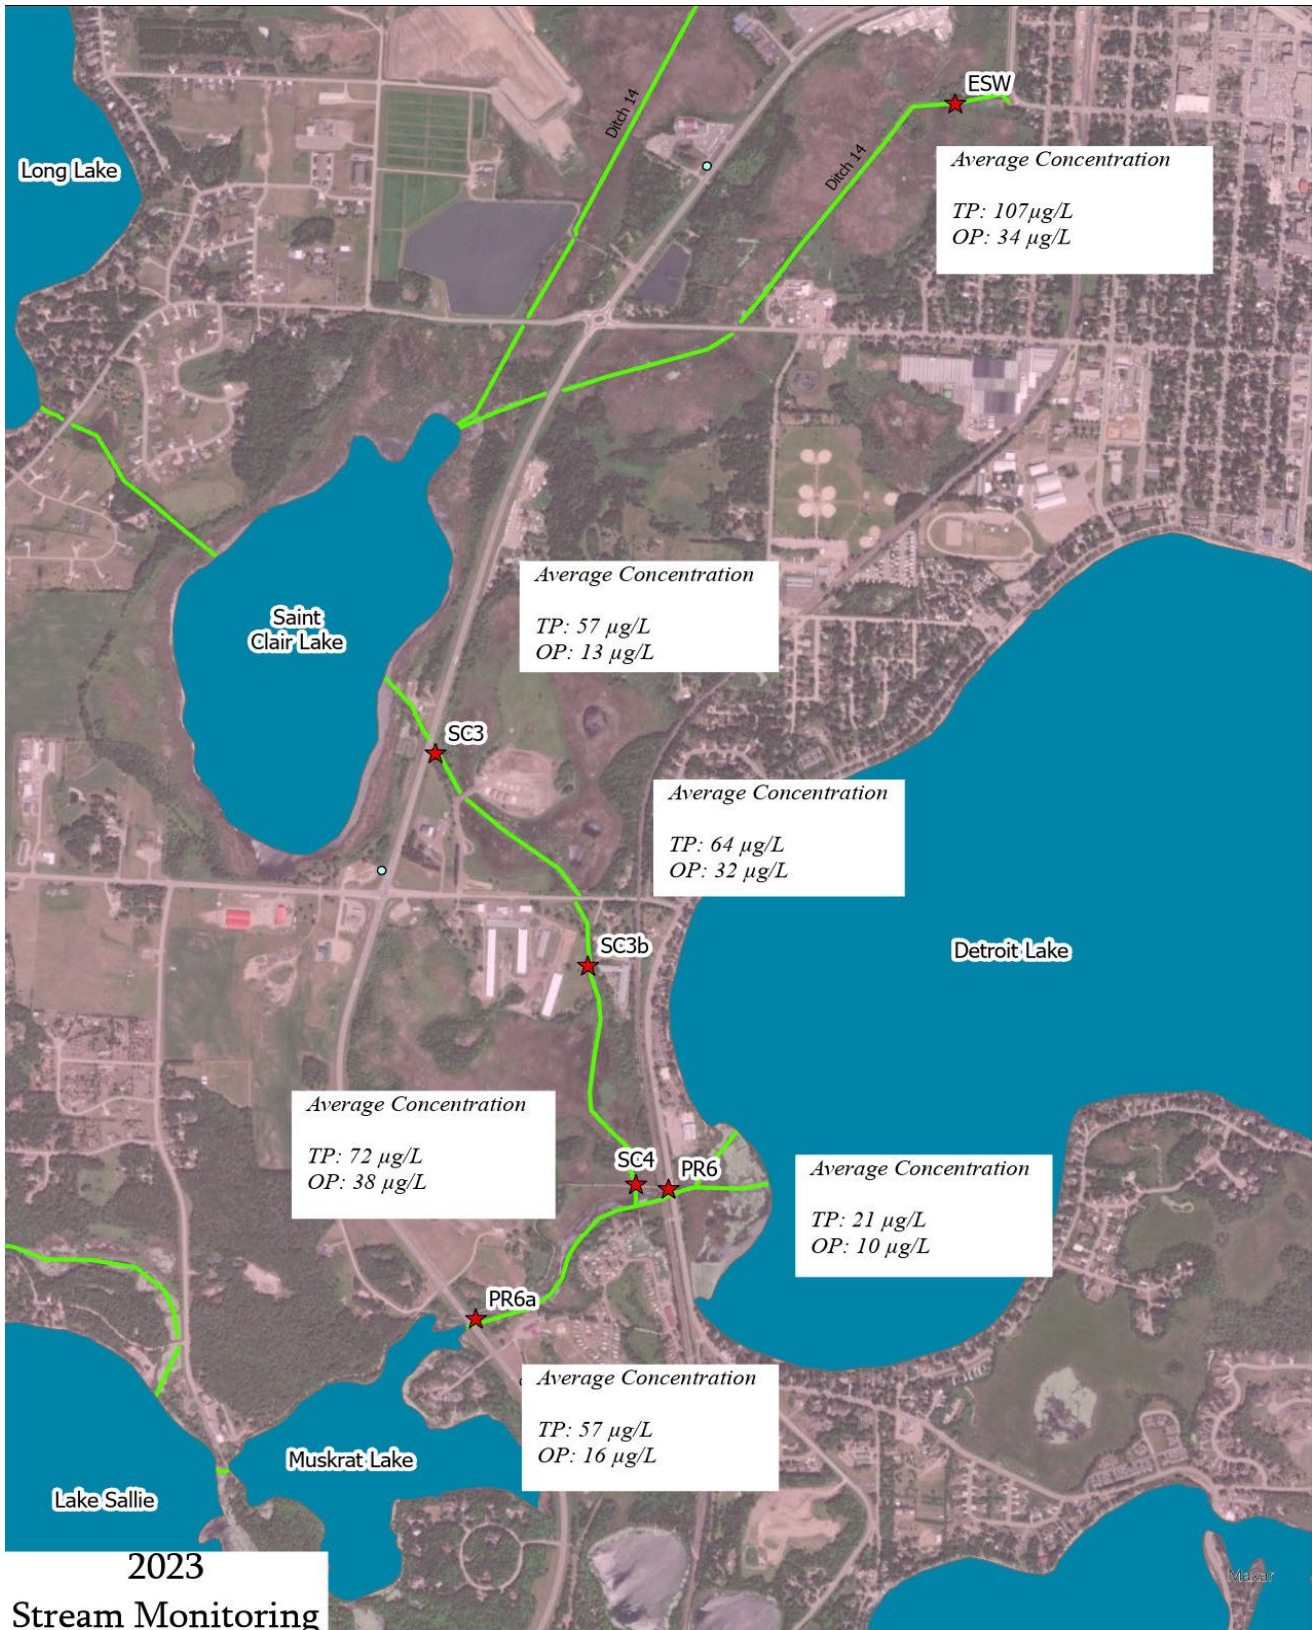 ESW
Ditch 14
Ditch 14
Average Concentration
TP: 107µg/L
OP: 34 µg/L
Long Lake
Average Concentration
TP: 57 µg/L
OP: 13 µg/L
Saint
Clair Lake
SC3
Average Concentration
TP: 64 µg/L
OP: 32 µg/L
SC3b
Detroit Lake
Average Concentration
TP: 72 µg/L
OP: 38 µg/L
SC4
PR6
Average Concentration
TP: 21 µg/L
OP: 10 µg/L
PR6a
Average Concentration
TP: 57 µg/L
OP: 16 µg/L
Muskrat Lake
Lake Sallie
2023
Stream Monitoring
Maxar